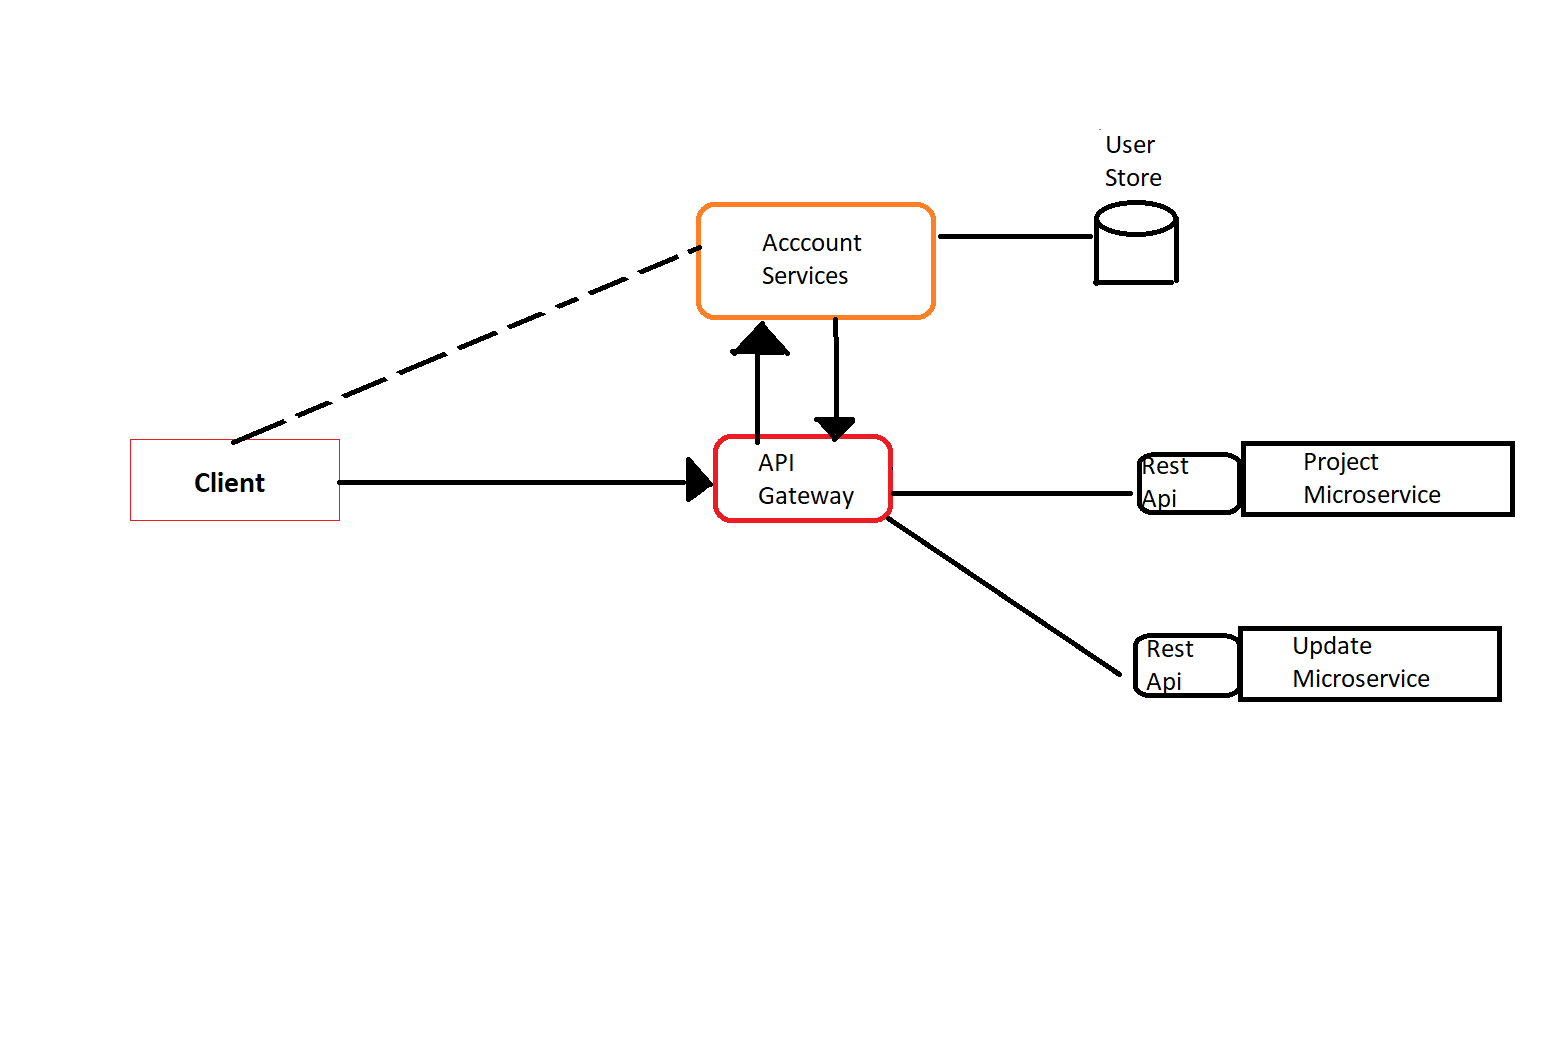 User
Store
Acccount
Services
Client
API
Gateway
Rest
Api
Project
Microservice
Rest
Api
Update
Microservice